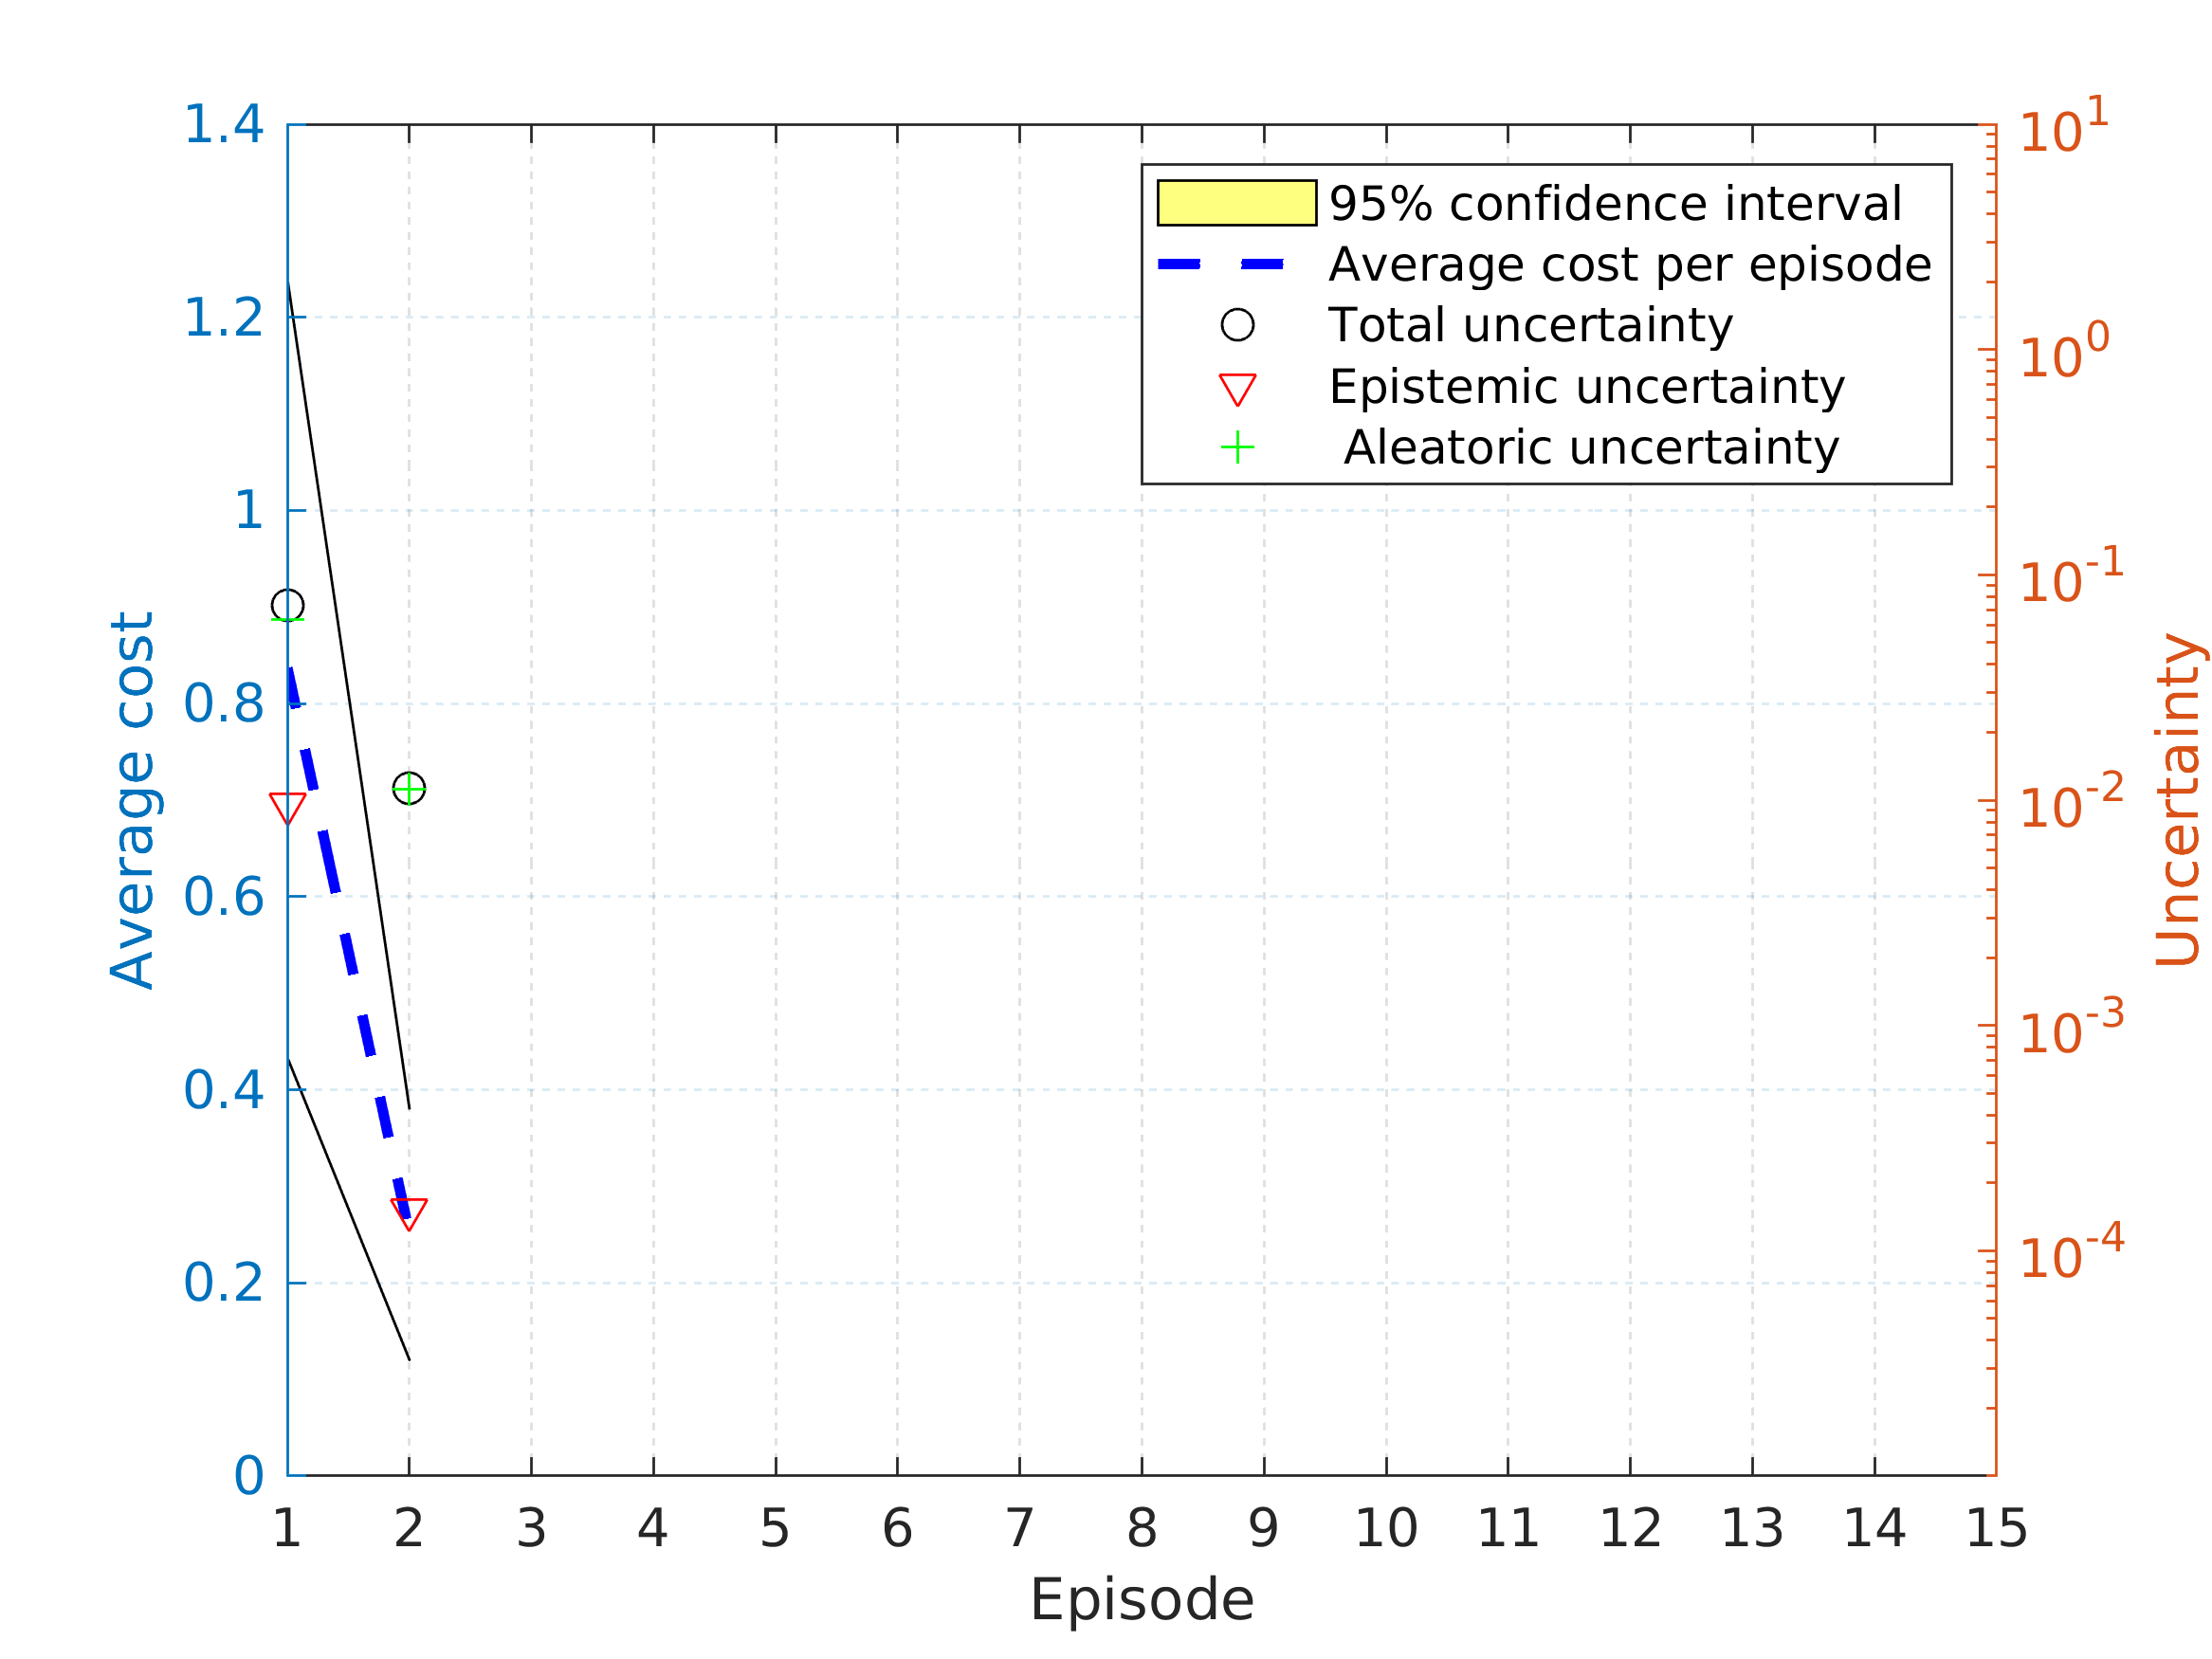 1.4
1.2
1
0.8
0.6
0.4
0.2
0
Average cost
95% confidence interval
Average cost per episode
Total uncertainty
Epistemic uncertainty
Aleatoric uncertainty
10^1
10^0
10^-1
10^-2
10^-3
10^-4
Uncertainty
1 2 3 4 5 6 7 8 9 10 11 12 13 14 15
Episode